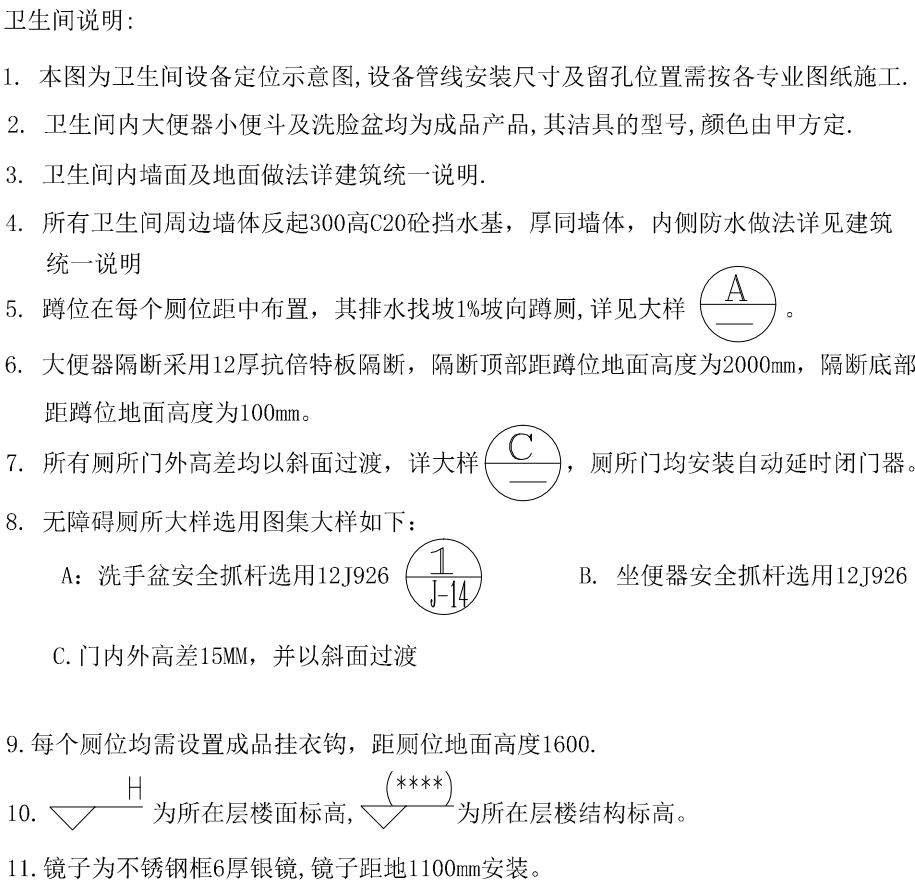 卫生间说明:
1. 本图为卫生间设备定位示意图,设备管线安装尺寸及留孔位置需按各专业图纸施工.
2. 卫生间内大便器小便斗及洗脸盆均为成品产品,其洁具的型号,颜色由甲方定.
3. 卫生间内墙面及地面做法详建筑统一说明.
4. 所有卫生间周边墙体反起300高C20砼挡水基，厚同墙体，内侧防水做法详见建筑
统一说明
5. 蹲位在每个厕位距中布置，其排水找坡1%坡向蹲厕,详见大样 A — 。
6. 大便器隔断采用12厚抗倍特板隔断，隔断顶部距蹲位地面高度为2000mm，隔断底部
距蹲位地面高度为100mm。
7. 所有厕所门外高差均以斜面过渡，详大样 C — ，厕所门均安装自动延时闭门器。
8. 无障碍厕所大样选用图集大样如下：
A：洗手盆安全抓杆选用12J926 1 J-14 B. 坐便器安全抓杆选用12J926
C.门内外高差15MM，并以斜面过渡
9.每个厕位均需设置成品挂衣钩，距厕位地面高度1600.
10. H 为所在层楼面标高, (****) 为所在层楼结构标高。
11.镜子为不锈钢框6厚银镜,镜子距地1100mm安装。